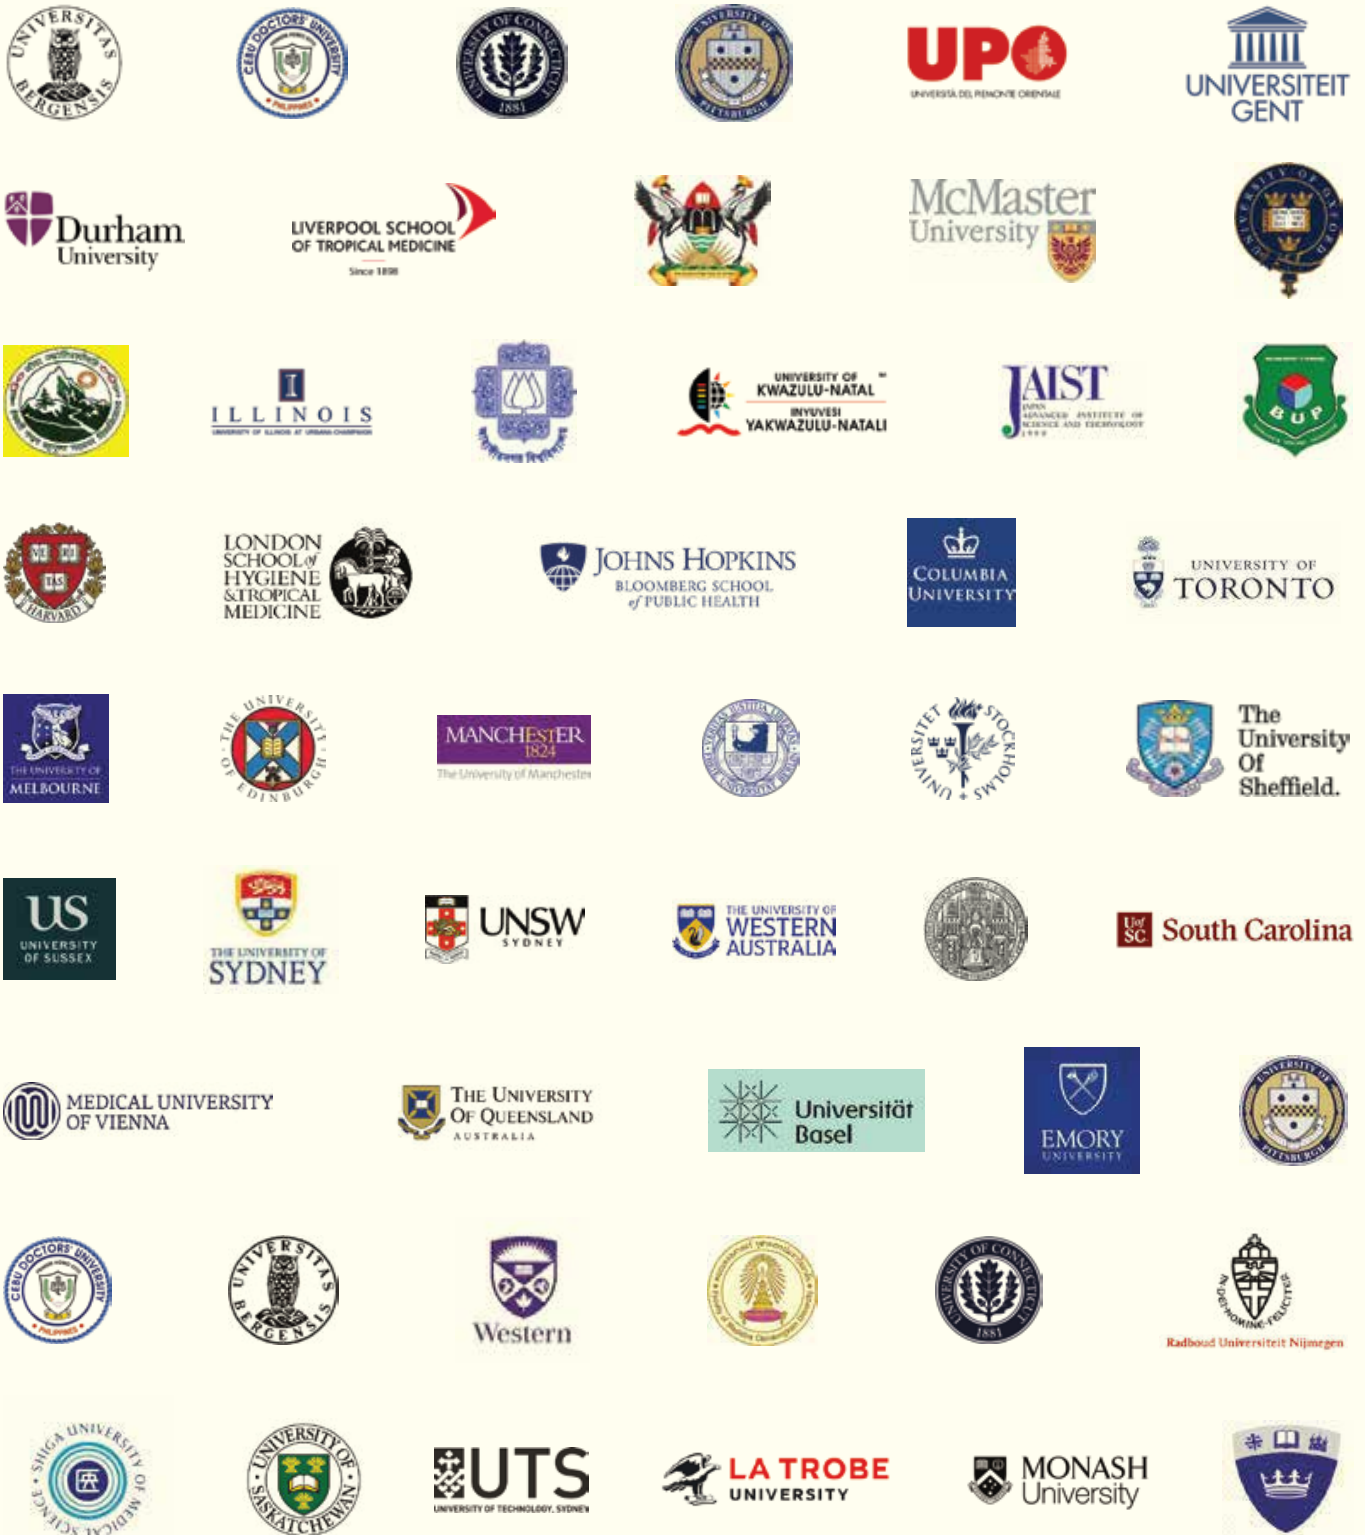 UNIVERSITAS
BERGENSIS
CEBU DOCTORS' UNIVERSITY
PHILIPPINES
UNIVERSITY OF CONNECTICUT
1881
UNIVERSITY OF
PITTSBURGH
UPO
UNIVERSITÀ DEL PIEMONTE ORIENTALE
UNIVERSITEIT
GENT
Durham
University
LIVERPOOL SCHOOL
OF TROPICAL MEDICINE
Since 1898
McMaster
University
UNIVERSITY OF OXFORD
I
ILLINOIS
UNIVERSITY OF ILLINOIS AT URBANA-CHAMPAIGN
UNIVERSITY OF
KWAZULU-NATAL
INYUVESI
YAKWAZULU-NATALI
JAIST
JAPAN
ADVANCED INSTITUTE OF
SCIENCE AND TECHNOLOGY
1990
BUP
VE RI
TAS
HARVARD
LONDON
SCHOOL of
HYGIENE
& TROPICAL
MEDICINE
JOHNS HOPKINS
BLOOMBERG SCHOOL
of PUBLIC HEALTH
COLUMBIA
UNIVERSITY
UNIVERSITY OF
TORONTO
THE UNIVERSITY OF
MELBOURNE
THE UNIVERSITY
OF EDINBURGH
MANCHESTER
1824
The University of Manchester
STOCKHOLMS
UNIVERSITET
The
University
Of
Sheffield.
US
UNIVERSITY
OF SUSSEX
THE UNIVERSITY OF
SYDNEY
UNSW
SYDNEY
THE UNIVERSITY OF
WESTERN
AUSTRALIA
U of
SC
South Carolina
MEDICAL UNIVERSITY
OF VIENNA
THE UNIVERSITY
OF QUEENSLAND
AUSTRALIA
Universität
Basel
EMORY
UNIVERSITY
UNIVERSITY OF
PITTSBURGH
CEBU DOCTORS' UNIVERSITY
PHILIPPINES
UNIVERSITAS
BERGENSIS
Western
UNIVERSITY OF CONNECTICUT
1881
IN·DEI·NOMINE·FELICITER
Radboud Universiteit Nijmegen
SHIGA UNIVERSITY OF MEDICAL SCIENCE
UNIVERSITY OF
SASKATCHEWAN
UTS
UNIVERSITY OF TECHNOLOGY, SYDNEY
LA TROBE
UNIVERSITY
MONASH
University